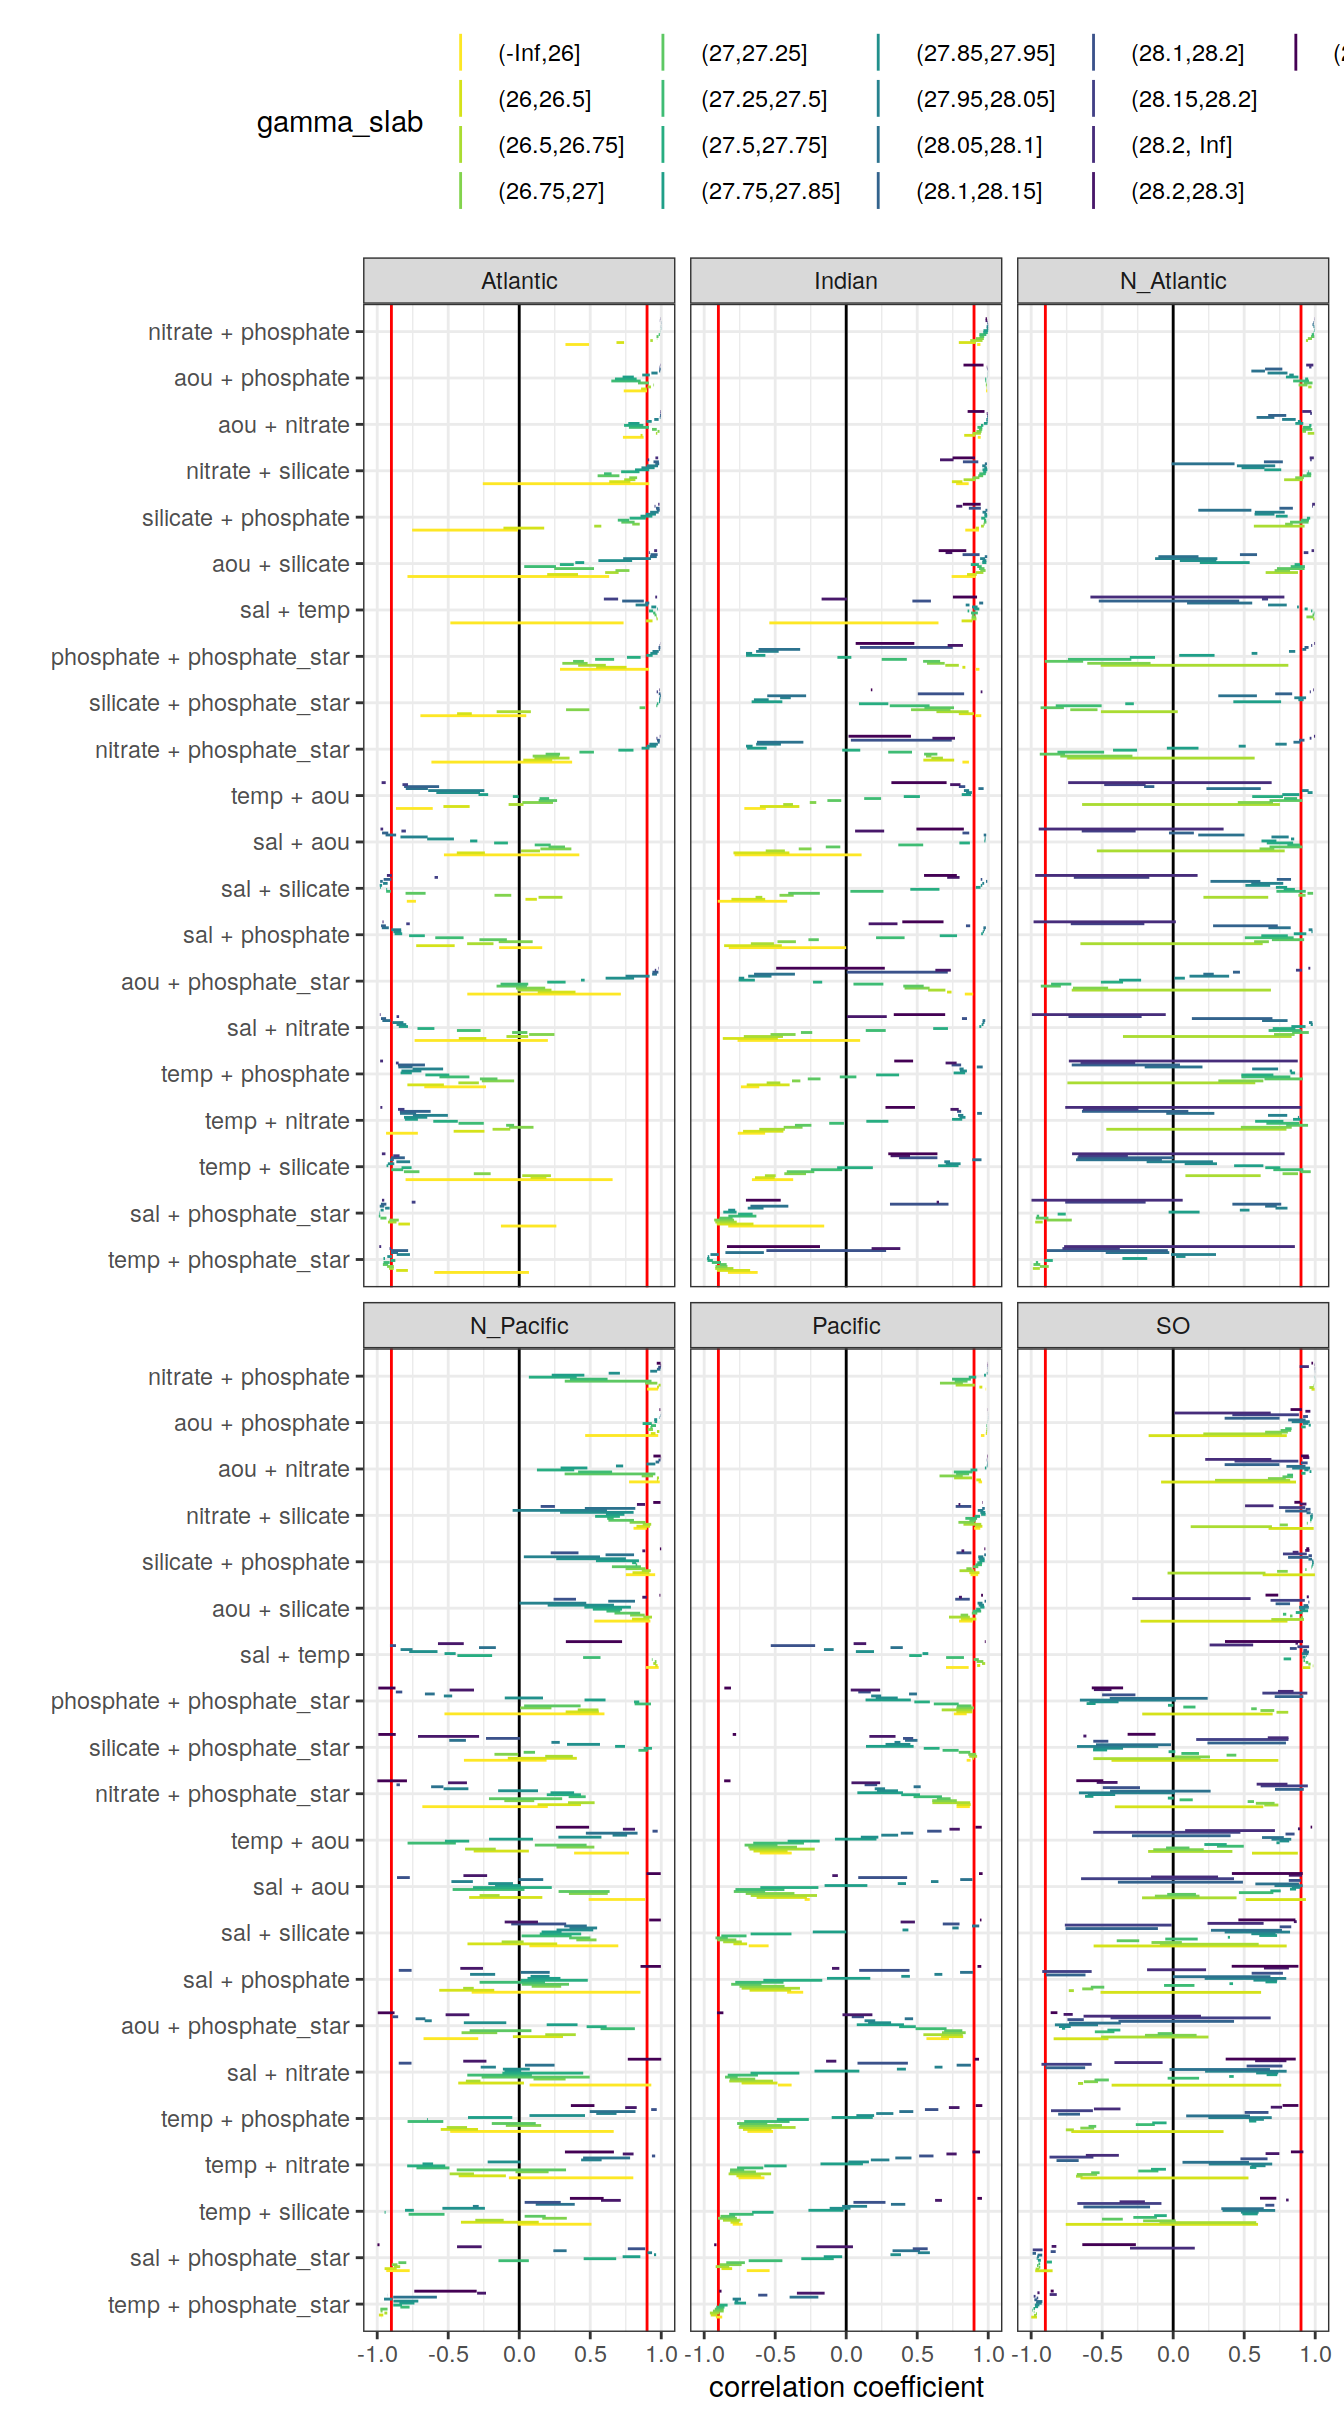 (-Inf,26] (27,27.25] (27.85,27.95] (28.1,28.2]
(26,26.5] (27.25,27.5] (27.95,28.05] (28.15,28.2]
gamma_slab
(26.5,26.75] (27.5,27.75] (28.05,28.1] (28.2, Inf]
(26.75,27] (27.75,27.85] (28.1,28.15] (28.2,28.3]
Atlantic Indian N_Atlantic
nitrate + phosphate
aou + phosphate
aou + nitrate
nitrate + silicate
silicate + phosphate
aou + silicate
sal + temp
phosphate + phosphate_star
silicate + phosphate_star
nitrate + phosphate_star
temp + aou
sal + aou
sal + silicate
sal + phosphate
aou + phosphate_star
sal + nitrate
temp + phosphate
temp + nitrate
temp + silicate
sal + phosphate_star
temp + phosphate_star
N_Pacific Pacific SO
nitrate + phosphate
aou + phosphate
aou + nitrate
nitrate + silicate
silicate + phosphate
aou + silicate
sal + temp
phosphate + phosphate_star
silicate + phosphate_star
nitrate + phosphate_star
temp + aou
sal + aou
sal + silicate
sal + phosphate
aou + phosphate_star
sal + nitrate
temp + phosphate
temp + nitrate
temp + silicate
sal + phosphate_star
temp + phosphate_star
-1.0 -0.5 0.0 0.5 1.0 -1.0 -0.5 0.0 0.5 1.0 -1.0 -0.5 0.0 0.5 1.0
correlation coefficient